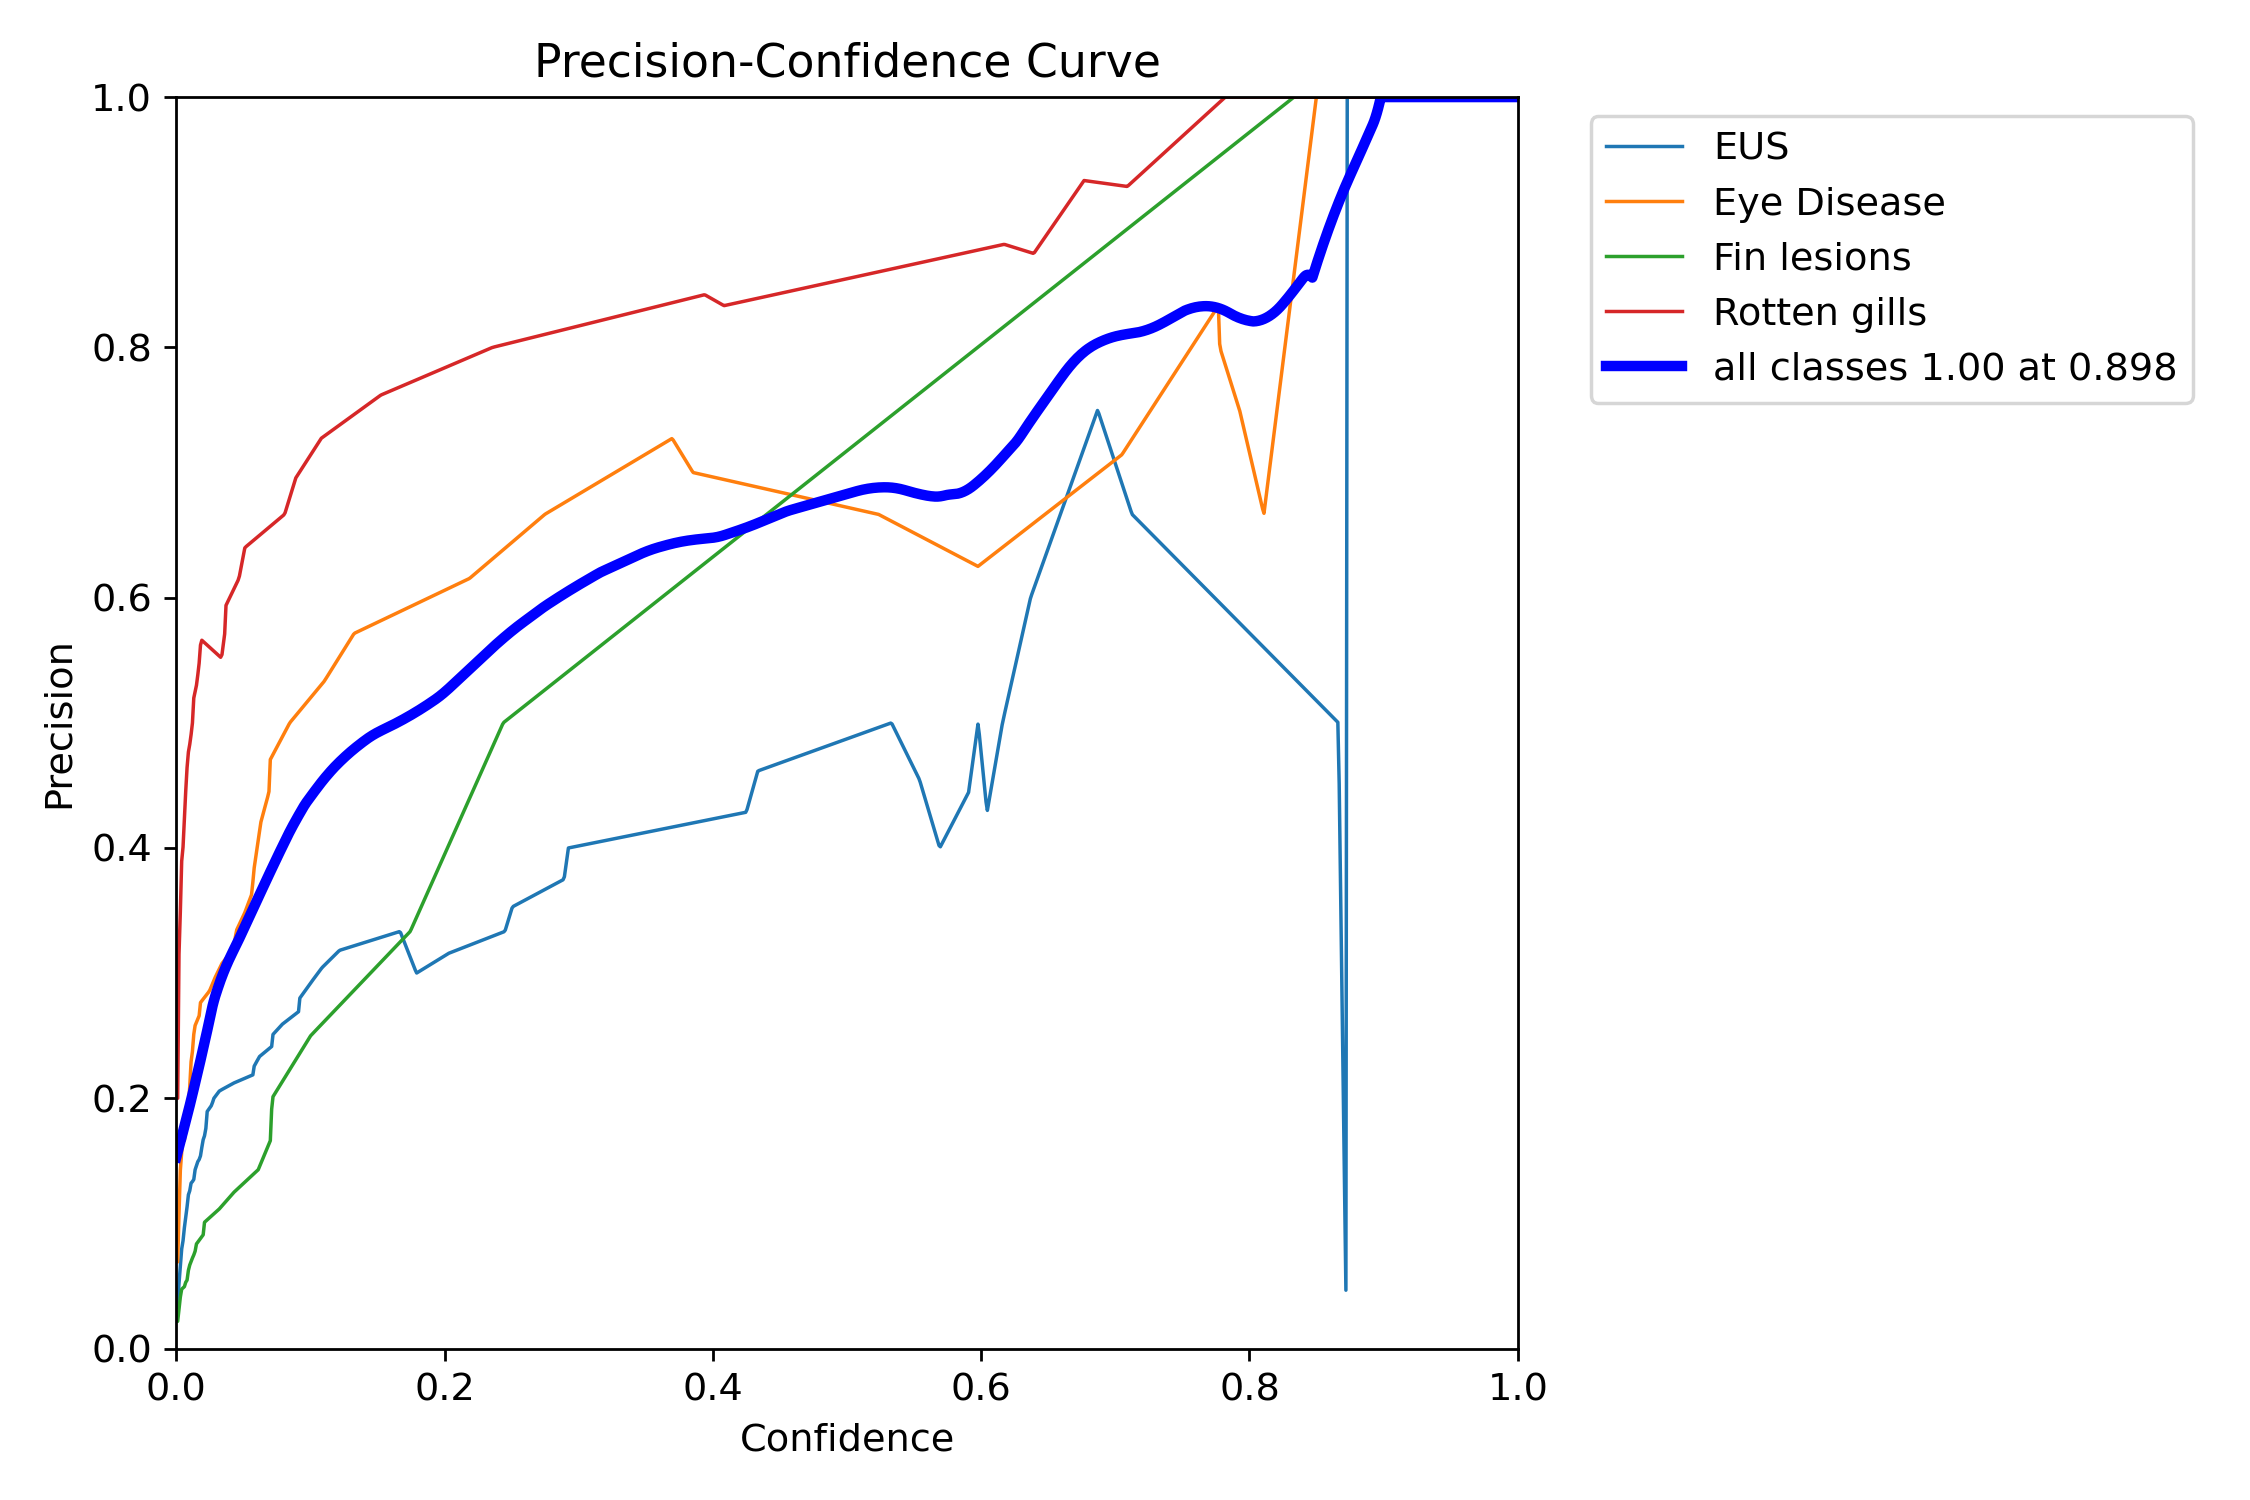 Precision-Confidence Curve
1.0
0.8
0.6
0.4
0.2
0.0
Precision
0.0 0.2 0.4 0.6 0.8 1.0
Confidence
EUS
Eye Disease
Fin lesions
Rotten gills
all classes 1.00 at 0.898